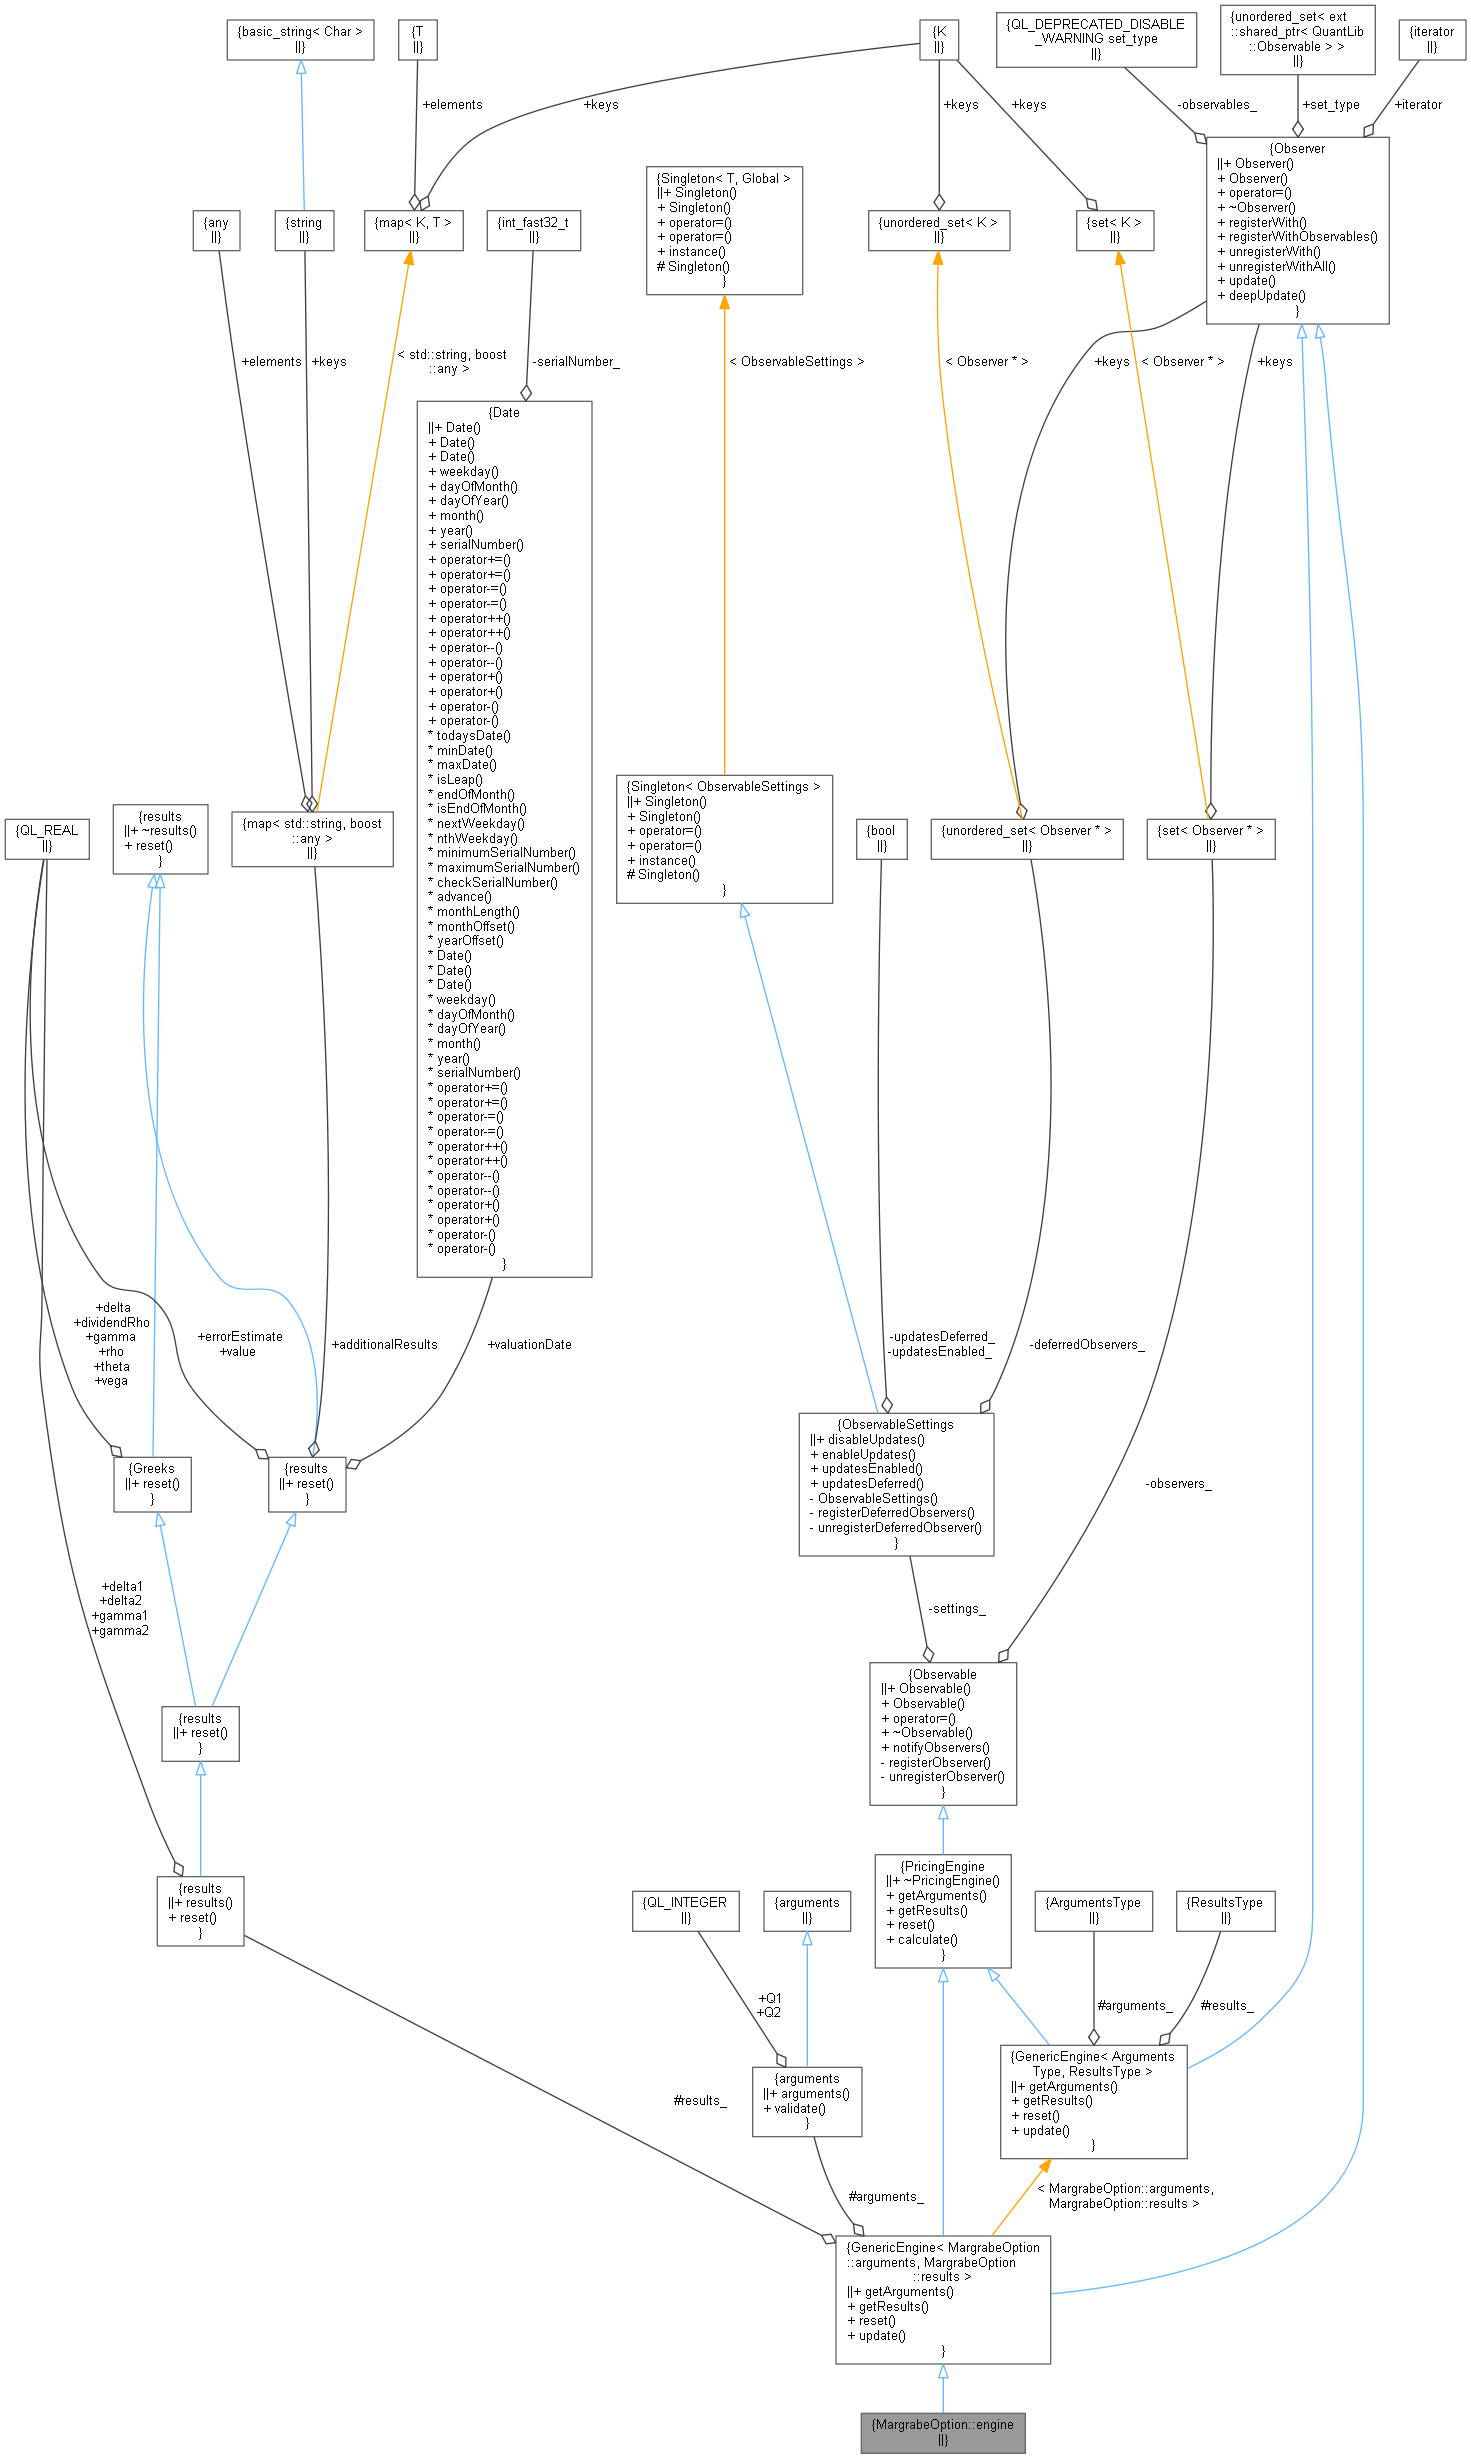 {basic_string< Char >
||}
{T
||}
{K
||}
{QL_DEPRECATED_DISABLE
_WARNING set_type
||}
{unordered_set< ext
::shared_ptr< QuantLib
::Observable > >
||}
{iterator
||}
+elements
+keys
+keys
+keys
-observables_
+set_type
+iterator
{Observer
||+ Observer()
+ Observer()
+ operator=()
+ ~Observer()
+ registerWith()
+ registerWithObservables()
+ unregisterWith()
+ unregisterWithAll()
+ update()
+ deepUpdate()
}
{Singleton< T, Global >
||+ Singleton()
+ Singleton()
+ operator=()
+ operator=()
+ instance()
# Singleton()
}
{any
||}
{string
||}
{map< K, T >
||}
{int_fast32_t
||}
{unordered_set< K >
||}
{set< K >
||}
+elements
+keys
< std::string, boost
::any >
-serialNumber_
< ObservableSettings >
< Observer * >
+keys
< Observer * >
+keys
{Date
||+ Date()
+ Date()
+ Date()
+ weekday()
+ dayOfMonth()
+ dayOfYear()
+ month()
+ year()
+ serialNumber()
+ operator+=()
+ operator+=()
+ operator-=()
+ operator-=()
+ operator++()
+ operator++()
+ operator--()
+ operator--()
+ operator+()
+ operator+()
+ operator-()
+ operator-()
* todaysDate()
* minDate()
* maxDate()
* isLeap()
* endOfMonth()
* isEndOfMonth()
* nextWeekday()
* nthWeekday()
* minimumSerialNumber()
* maximumSerialNumber()
* checkSerialNumber()
* advance()
* monthLength()
* monthOffset()
* yearOffset()
* Date()
* Date()
* Date()
* weekday()
* dayOfMonth()
* dayOfYear()
* month()
* year()
* serialNumber()
* operator+=()
* operator+=()
* operator-=()
* operator-=()
* operator++()
* operator++()
* operator--()
* operator--()
* operator+()
* operator+()
* operator-()
* operator-()
}
{QL_REAL
||}
{results
||+ ~results()
+ reset()
}
{map< std::string, boost
::any >
||}
{Singleton< ObservableSettings >
||+ Singleton()
+ Singleton()
+ operator=()
+ operator=()
+ instance()
# Singleton()
}
{bool
||}
{unordered_set< Observer * >
||}
{set< Observer * >
||}
+delta
+dividendRho
+gamma
+rho
+theta
+vega
+errorEstimate
+value
+additionalResults
+valuationDate
-updatesDeferred_
-updatesEnabled_
-deferredObservers_
{Greeks
||+ reset()
}
{results
||+ reset()
}
{ObservableSettings
||+ disableUpdates()
+ enableUpdates()
+ updatesEnabled()
+ updatesDeferred()
- ObservableSettings()
- registerDeferredObservers()
- unregisterDeferredObserver()
}
-observers_
+delta1
+delta2
+gamma1
+gamma2
-settings_
{results
||+ reset()
}
{Observable
||+ Observable()
+ Observable()
+ operator=()
+ ~Observable()
+ notifyObservers()
- registerObserver()
- unregisterObserver()
}
{results
||+ results()
+ reset()
}
{QL_INTEGER
||}
{arguments
||}
{PricingEngine
||+ ~PricingEngine()
+ getArguments()
+ getResults()
+ reset()
+ calculate()
}
{ArgumentsType
||}
{ResultsType
||}
+Q1
+Q2
#arguments_
#results_
#results_
{arguments
||+ arguments()
+ validate()
}
{GenericEngine< Arguments
Type, ResultsType >
||+ getArguments()
+ getResults()
+ reset()
+ update()
}
#arguments_
< MargrabeOption::arguments,
MargrabeOption::results >
{GenericEngine< MargrabeOption
::arguments, MargrabeOption
::results >
||+ getArguments()
+ getResults()
+ reset()
+ update()
}
{MargrabeOption::engine
||}